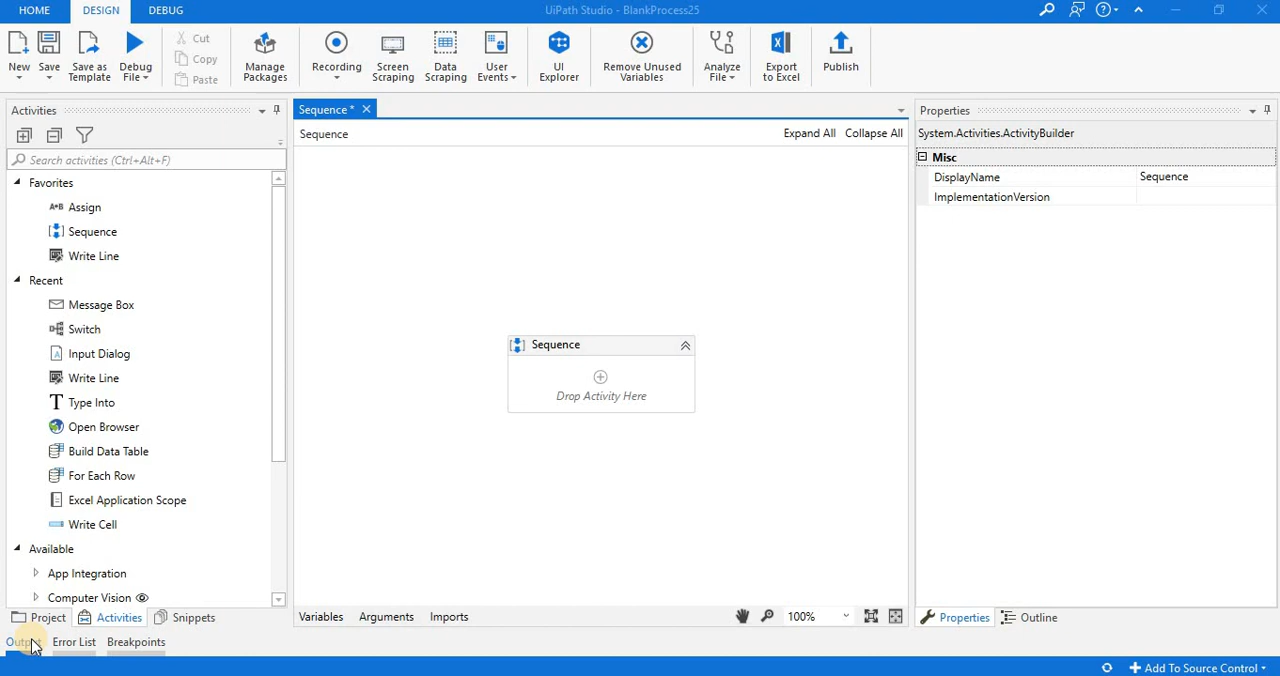 HOME DESIGN DEBUG UiPath Studio - BlankProcess25
New Save Save as Template Debug File Cut Copy Paste Manage Packages Recording Screen Scraping Data Scraping User Events UI Explorer Remove Unused Variables Analyze File Export to Excel Publish
Activities
Search activities (Ctrl+Alt+F)
Favorites
Assign
Sequence
Write Line
Recent
Message Box
Switch
Input Dialog
Write Line
Type Into
Open Browser
Build Data Table
For Each Row
Excel Application Scope
Write Cell
Available
App Integration
Computer Vision
Project Activities Snippets
Sequence *
Sequence Expand All Collapse All
Sequence
Drop Activity Here
Variables Arguments Imports 100%
Properties
System.Activities.ActivityBuilder
Misc
DisplayName Sequence
ImplementationVersion
Properties Outline
Output Error List Breakpoints
Add To Source Control